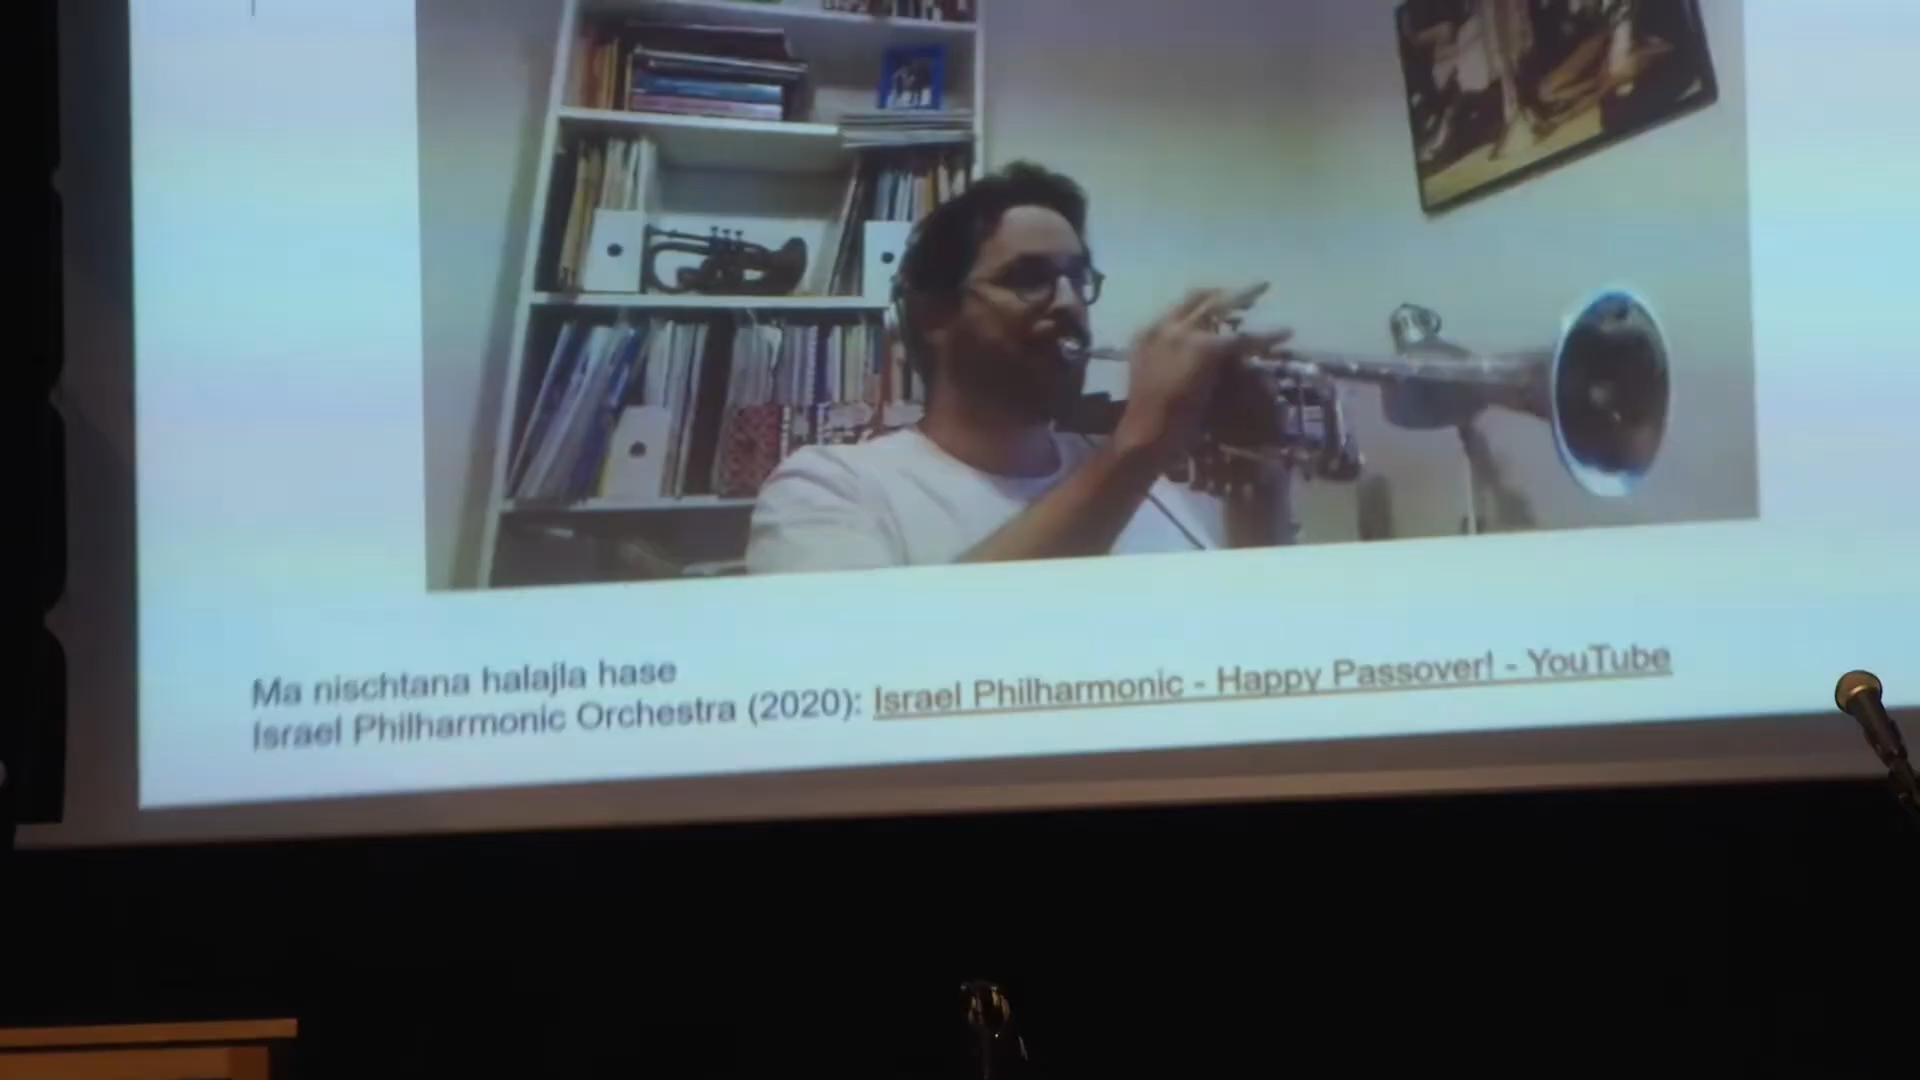 Ma nischtana halajla hase
Israel Philharmonic Orchestra (2020): Israel Philharmonic - Happy Passover! - YouTube